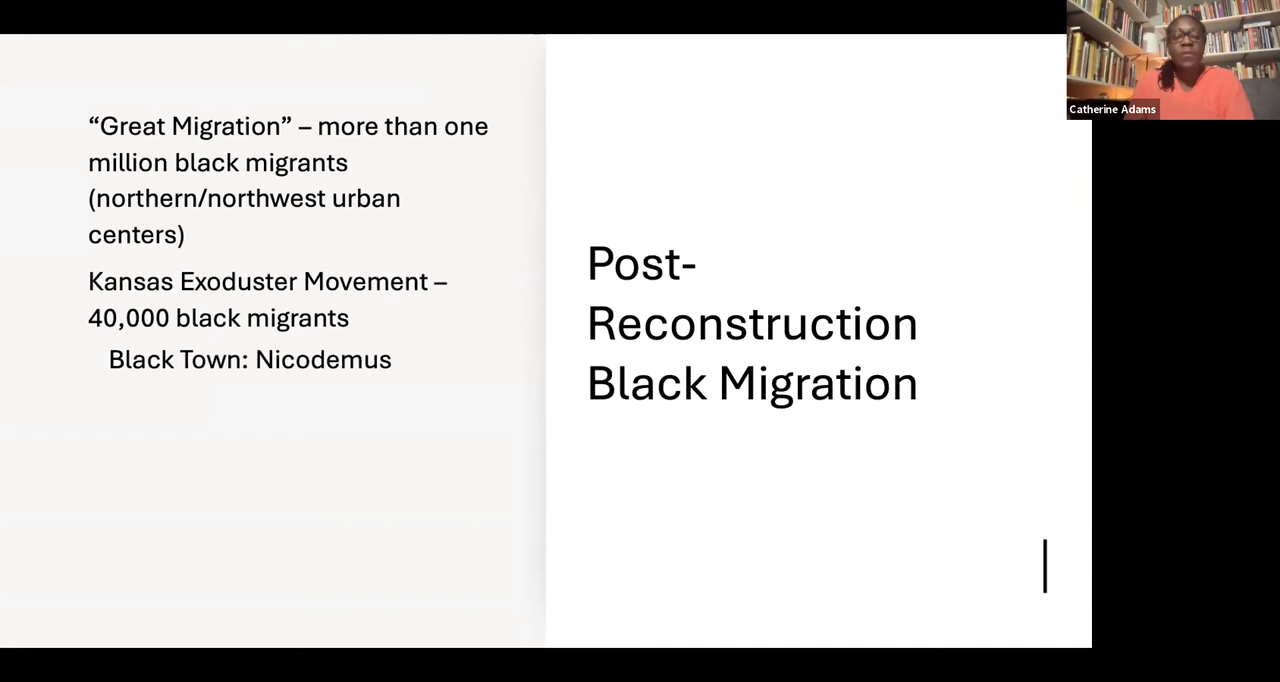 “Great Migration” – more than one
million black migrants
(northern/northwest urban
centers)
Kansas Exoduster Movement –
40,000 black migrants
Black Town: Nicodemus
Post-
Reconstruction
Black Migration
Catherine Adams